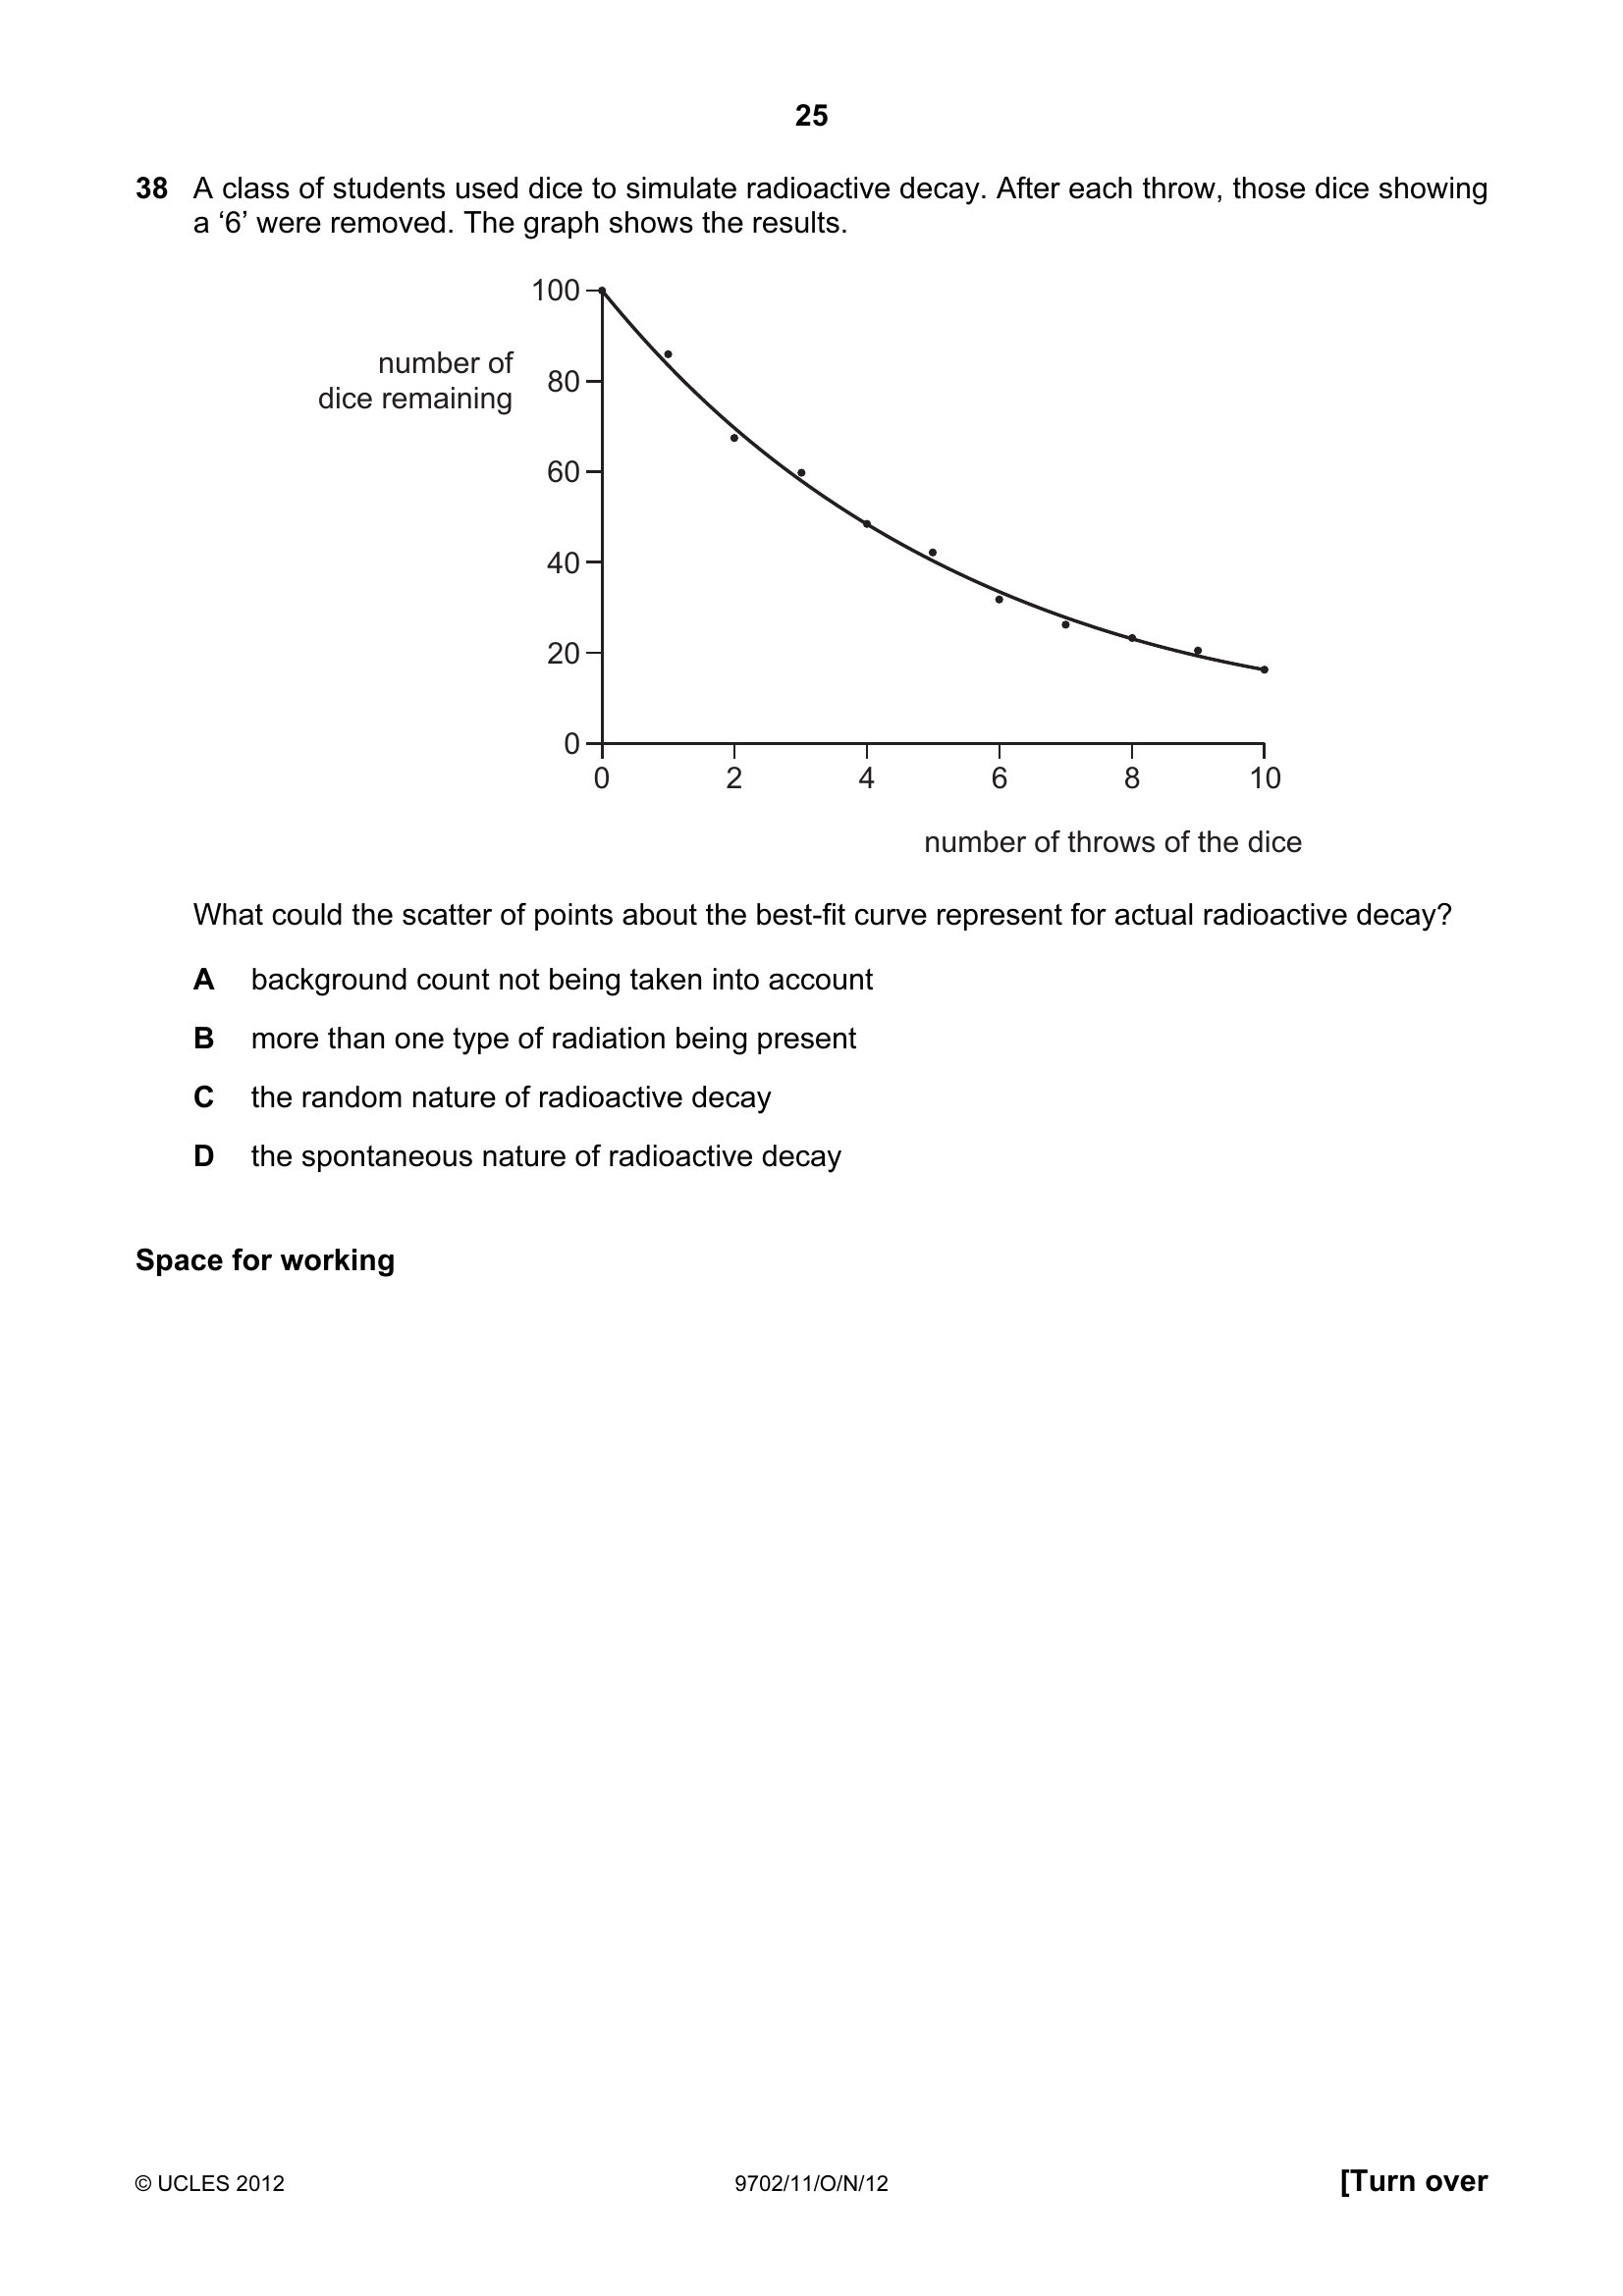 25
38 A class of students used dice to simulate radioactive decay. After each throw, those dice showing
a ‘6’ were removed. The graph shows the results.
100
number of
dice remaining
80
60
40
20
0
0 2 4 6 8 10
number of throws of the dice
What could the scatter of points about the best-fit curve represent for actual radioactive decay?
A background count not being taken into account
B more than one type of radiation being present
C the random nature of radioactive decay
D the spontaneous nature of radioactive decay
Space for working
© UCLES 2012 9702/11/O/N/12 [Turn over